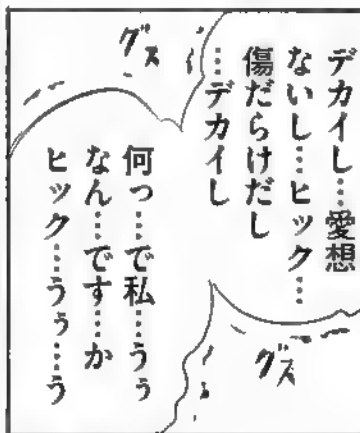 デカイし…愛想
ないし…ヒック…
傷だらけだし
…デカイし
グス
何っ…で私…うぅ
なん…です…か
ヒック…うぅ…う
グズ